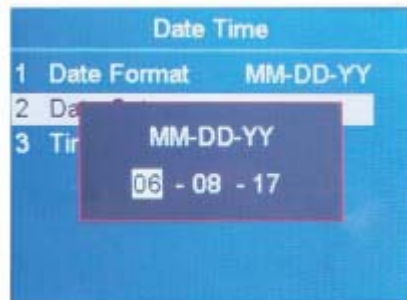 Date Time
1 Date Format MM-DD-YY
2
3
MM-DD-YY
06 - 08 - 17